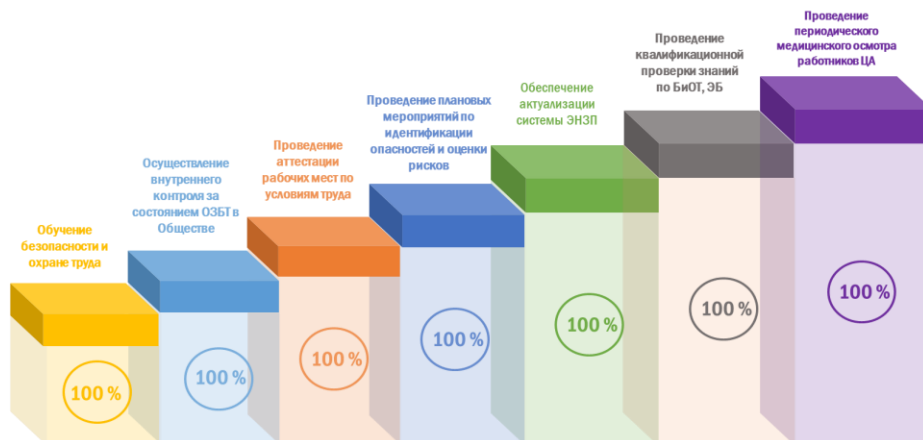 Обучение
безопасности и
охране труда
100 %
Осуществление
внутреннего
контроля за
состоянием ОЗБТ в
Обществе
100 %
Проведение
аттестации
рабочих мест по
условиям труда
100 %
Проведение плановых
мероприятий по
идентификации
опасностей и оценки
рисков
100 %
Обеспечение
актуализации
системы ЭНЗП
100 %
Проведение
квалификационной
проверки знаний
по БиОТ, ЭБ
100 %
Проведение
периодического
медицинского осмотра
работников ЦА
100 %